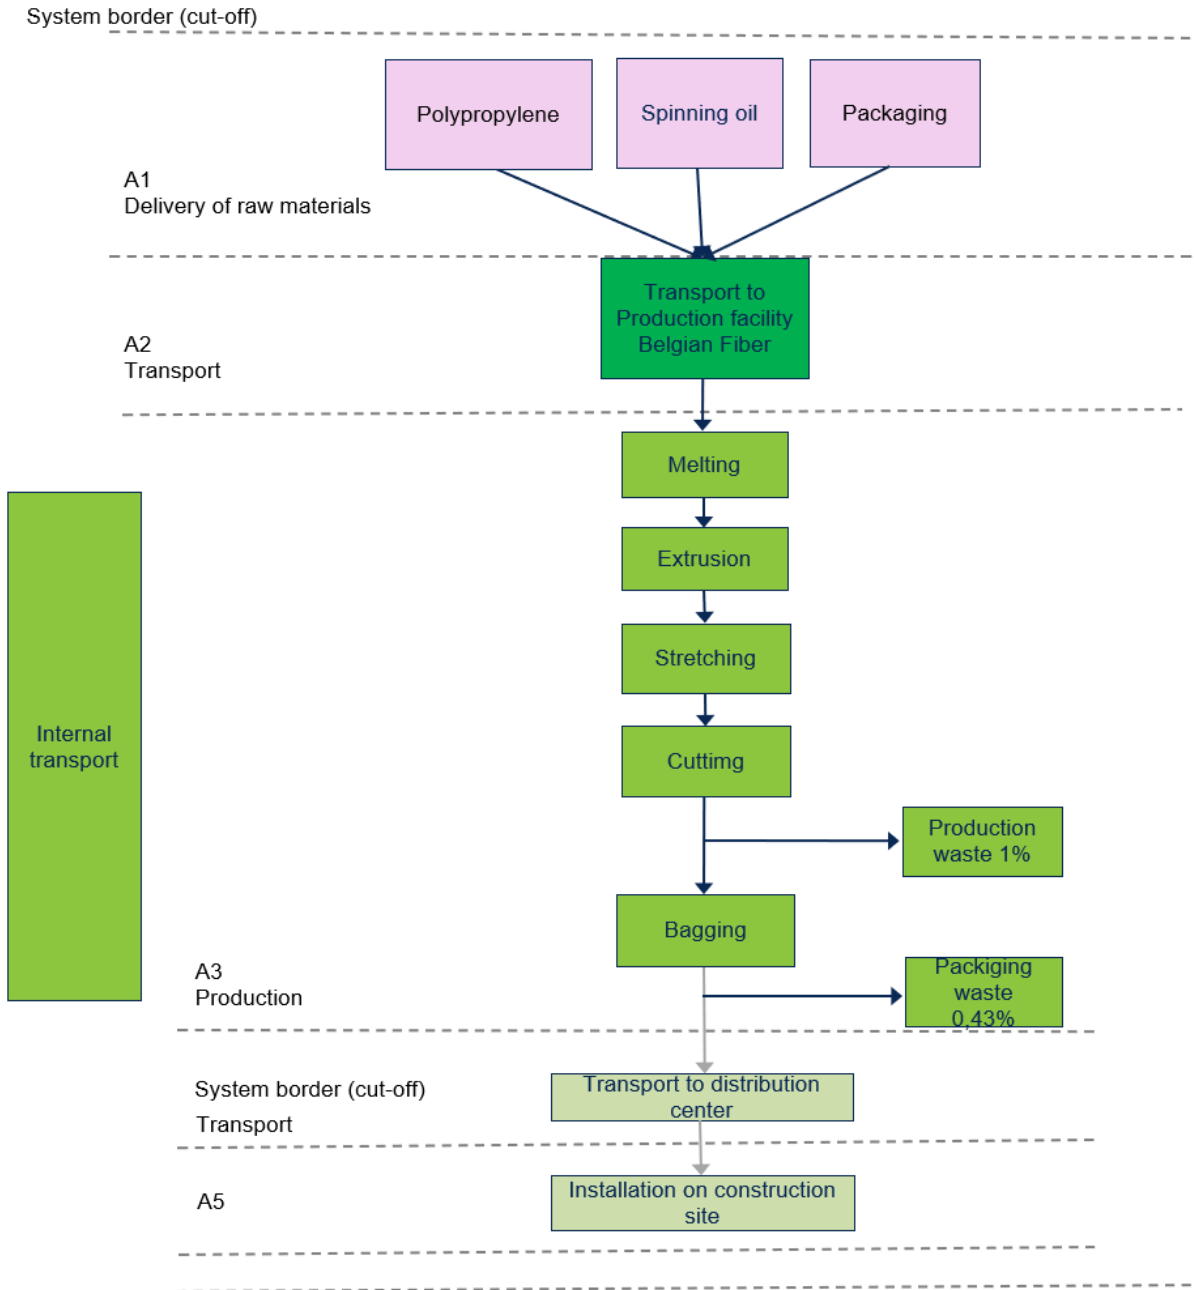 System border (cut-off)
Polypropylene
Spinning oil
Packaging
A1
Delivery of raw materials
Transport to
Production facility
Belgian Fiber
A2
Transport
Melting
Extrusion
Stretching
Internal
transport
Cuttimg
Production
waste 1%
Bagging
A3
Production
Packiging
waste
0,43%
System border (cut-off)
Transport
Transport to distribution
center
A5
Installation on construction
site